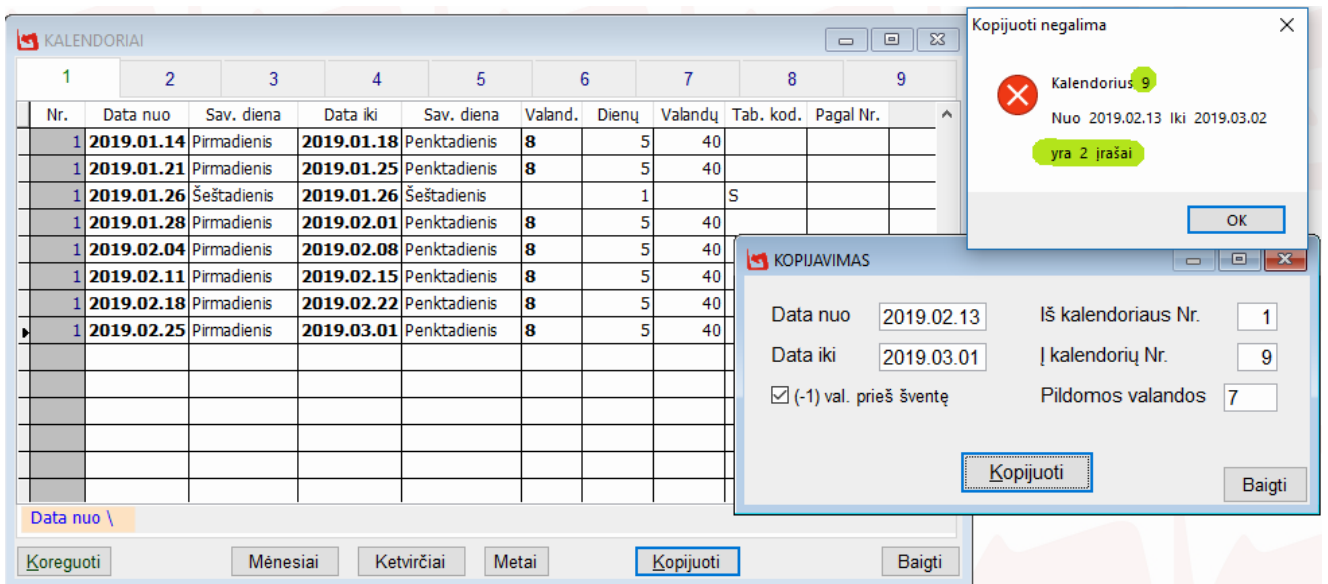 KALENDORIAI
1 2 3 4 5 6 7 8 9
Nr. Data nuo Sav. diena Data iki Sav. diena Valand. Dienų Valandų Tab. kod. Pagal Nr.
1 2019.01.14 Pirmadienis 2019.01.18 Penktadienis 8 5 40
1 2019.01.21 Pirmadienis 2019.01.25 Penktadienis 8 5 40
1 2019.01.26 Šeštadienis 2019.01.26 Šeštadienis 1 S
1 2019.01.28 Pirmadienis 2019.02.01 Penktadienis 8 5 40
1 2019.02.04 Pirmadienis 2019.02.08 Penktadienis 8 5 40
1 2019.02.11 Pirmadienis 2019.02.15 Penktadienis 8 5 40
1 2019.02.18 Pirmadienis 2019.02.22 Penktadienis 8 5 40
1 2019.02.25 Pirmadienis 2019.03.01 Penktadienis 8 5 40
Data nuo \
Koreguoti Mėnesiai Ketvirčiai Metai Kopijuoti Baigti
Kopijuoti negalima
Kalendorius 9
Nuo 2019.02.13 Iki 2019.03.02
yra 2 įrašai
OK
KOPIJAVIMAS
Data nuo 2019.02.13 Iš kalendoriaus Nr. 1
Data iki 2019.03.01 Į kalendorių Nr. 9
(-1) val. prieš šventę Pildomos valandos 7
Kopijuoti
Baigti